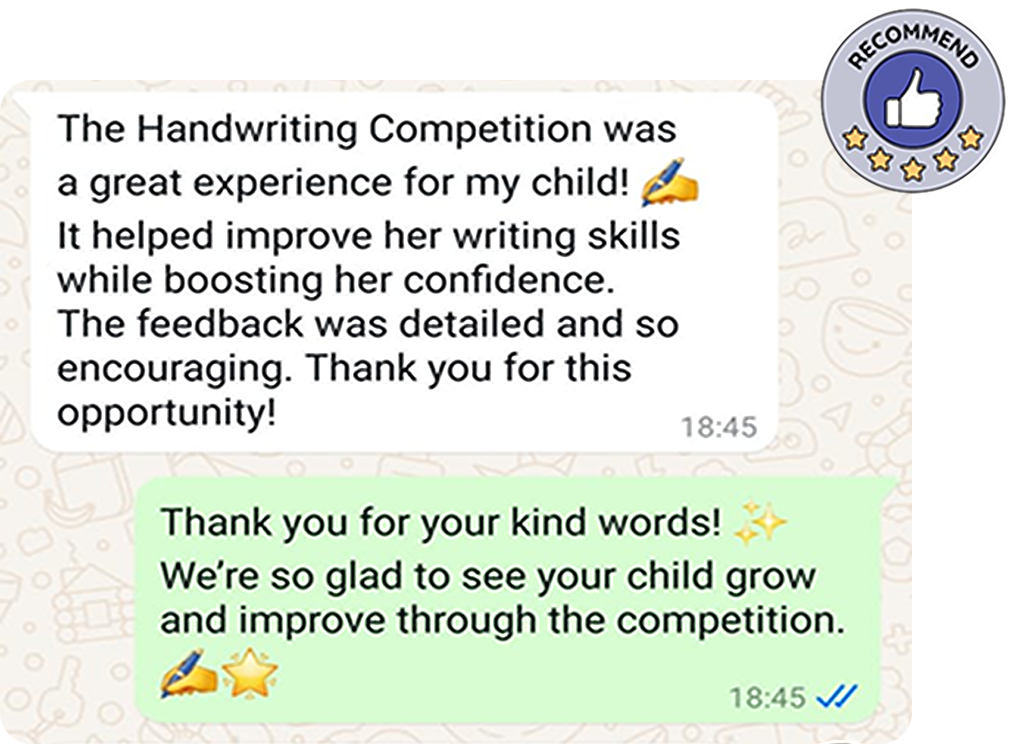 RECOMMEND
The Handwriting Competition was
a great experience for my child! ✍️
It helped improve her writing skills
while boosting her confidence.
The feedback was detailed and so
encouraging. Thank you for this
opportunity!
18:45
Thank you for your kind words! ✨
We’re so glad to see your child grow
and improve through the competition.
✍️🌟
18:45